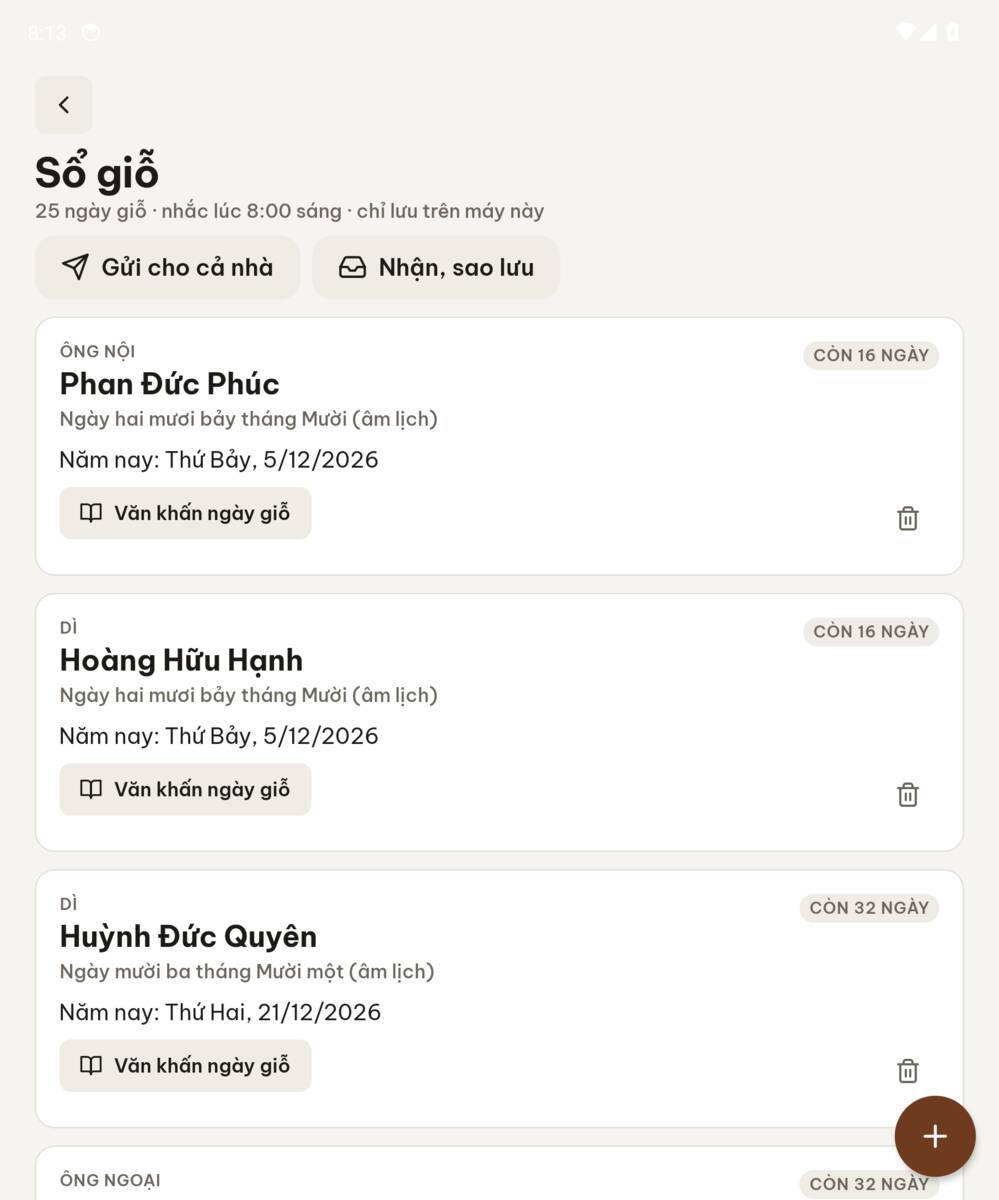 8:13
Sổ giỗ
25 ngày giỗ · nhắc lúc 8:00 sáng · chỉ lưu trên máy này
Gửi cho cả nhà
Nhận, sao lưu
ÔNG NỘI
CÒN 16 NGÀY
Phan Đức Phúc
Ngày hai mươi bảy tháng Mười (âm lịch)
Năm nay: Thứ Bảy, 5/12/2026
Văn khấn ngày giỗ
DÌ
CÒN 16 NGÀY
Hoàng Hữu Hạnh
Ngày hai mươi bảy tháng Mười (âm lịch)
Năm nay: Thứ Bảy, 5/12/2026
Văn khấn ngày giỗ
DÌ
CÒN 32 NGÀY
Huỳnh Đức Quyên
Ngày mười ba tháng Mười một (âm lịch)
Năm nay: Thứ Hai, 21/12/2026
Văn khấn ngày giỗ
ÔNG NGOẠI
CÒN 32 NGÀY